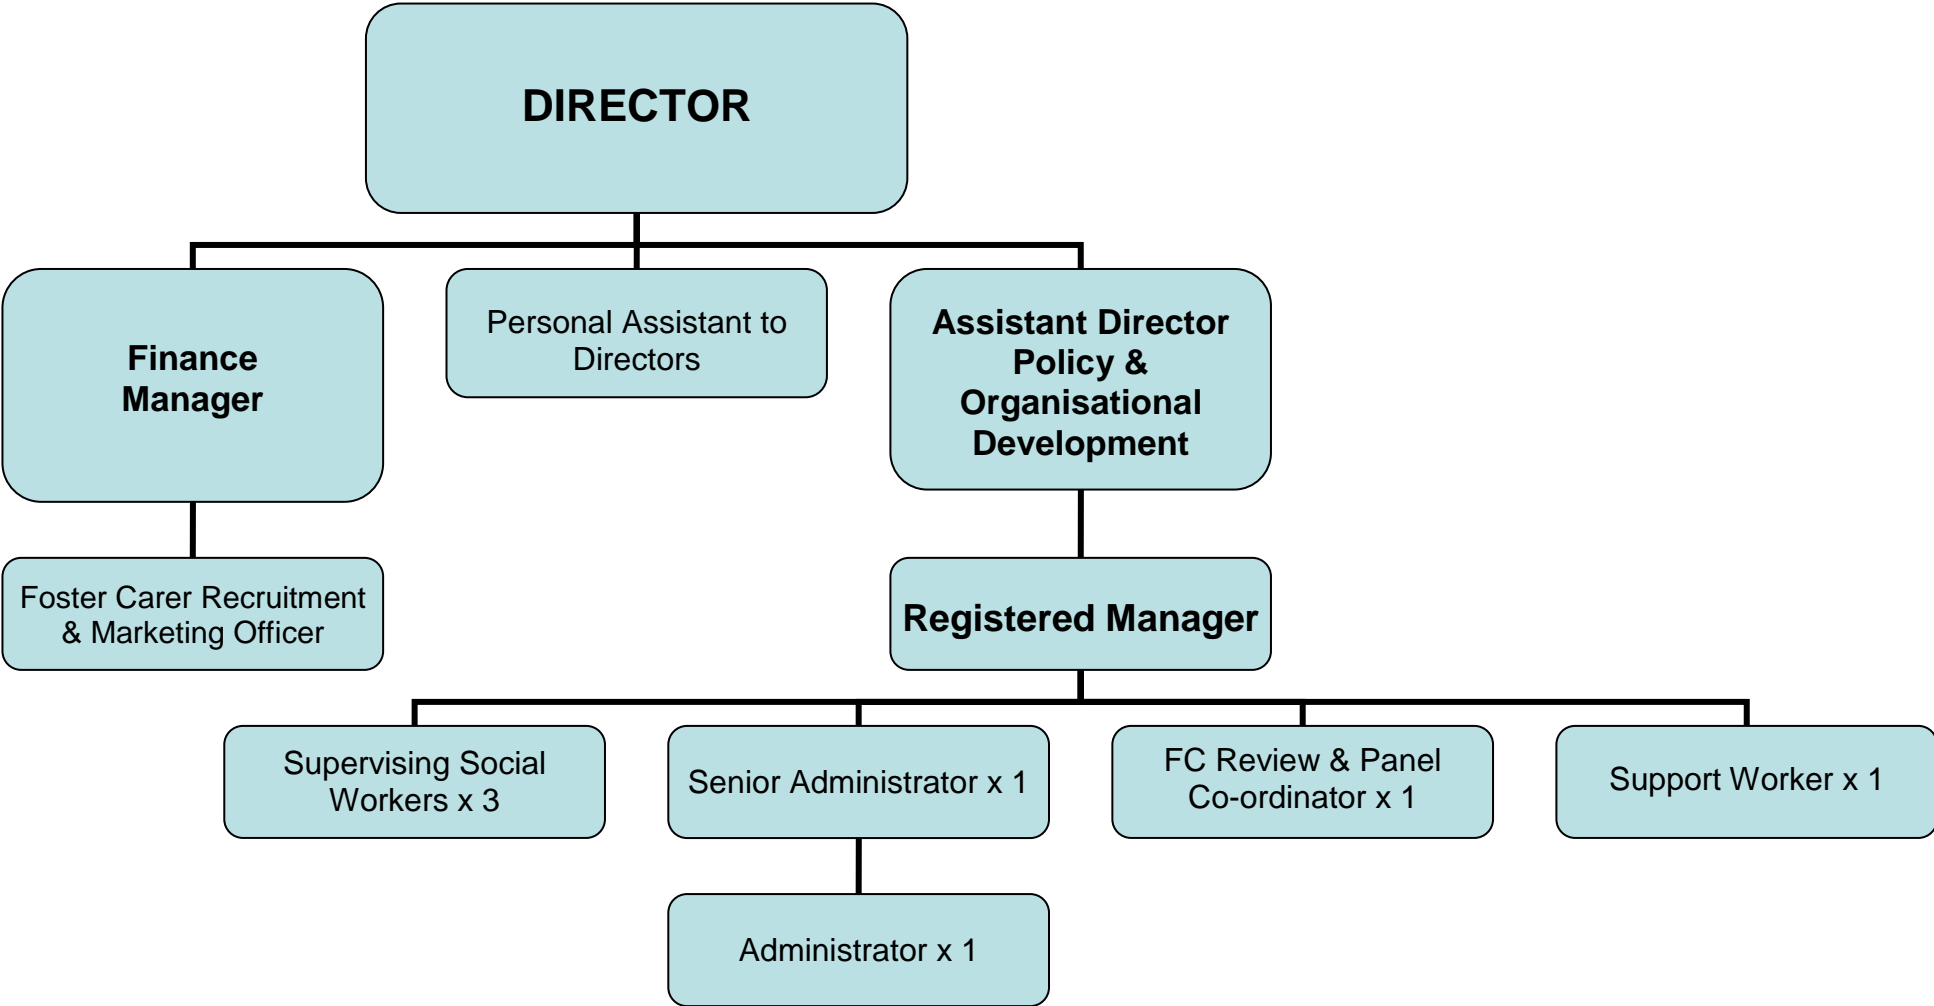 DIRECTOR
Finance
Manager
Personal Assistant to
Directors
Assistant Director
Policy &
Organisational
Development
Foster Carer Recruitment
& Marketing Officer
Registered Manager
Supervising Social
Workers x 3
Senior Administrator x 1
FC Review & Panel
Co-ordinator x 1
Support Worker x 1
Administrator x 1